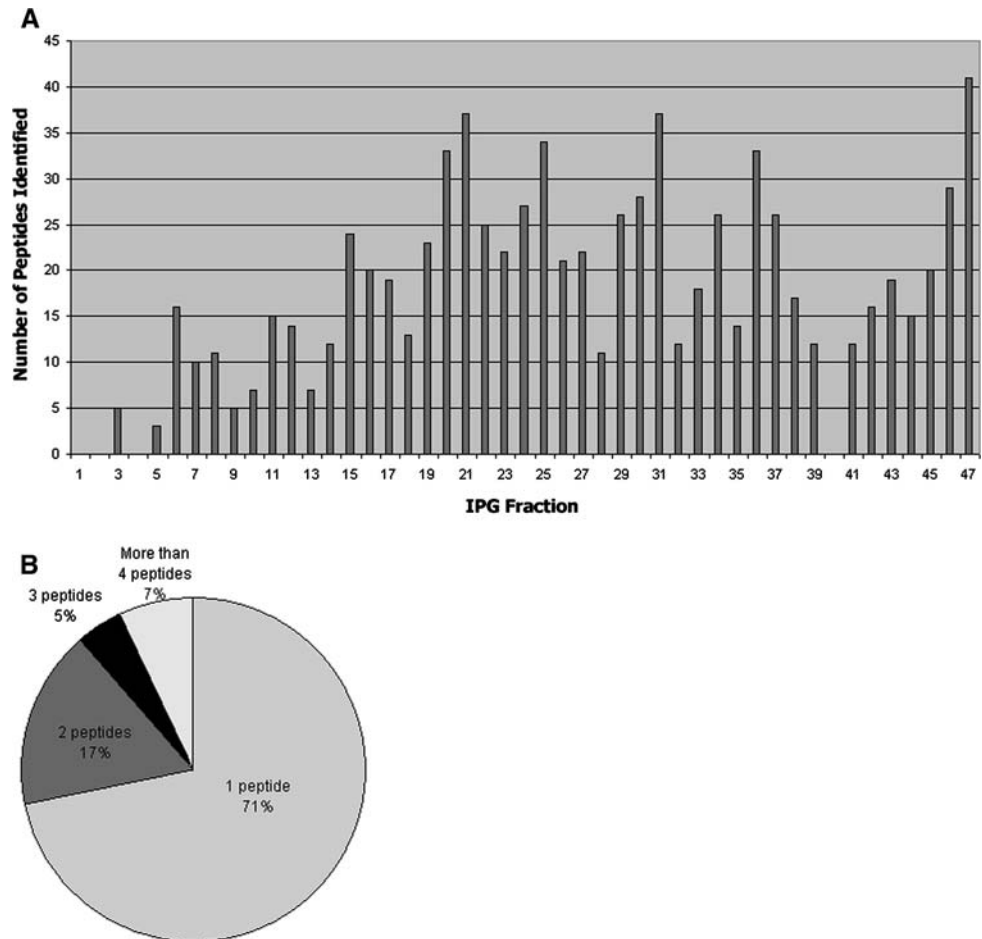 A
45
40
35
30
25
20
15
10
5
0
Number of Peptides Identified
1 3 5 7 9 11 13 15 17 19 21 23 25 27 29 31 33 35 37 39 41 43 45 47
IPG Fraction
B
More than
4 peptides
7%
3 peptides
5%
2 peptides
17%
1 peptide
71%